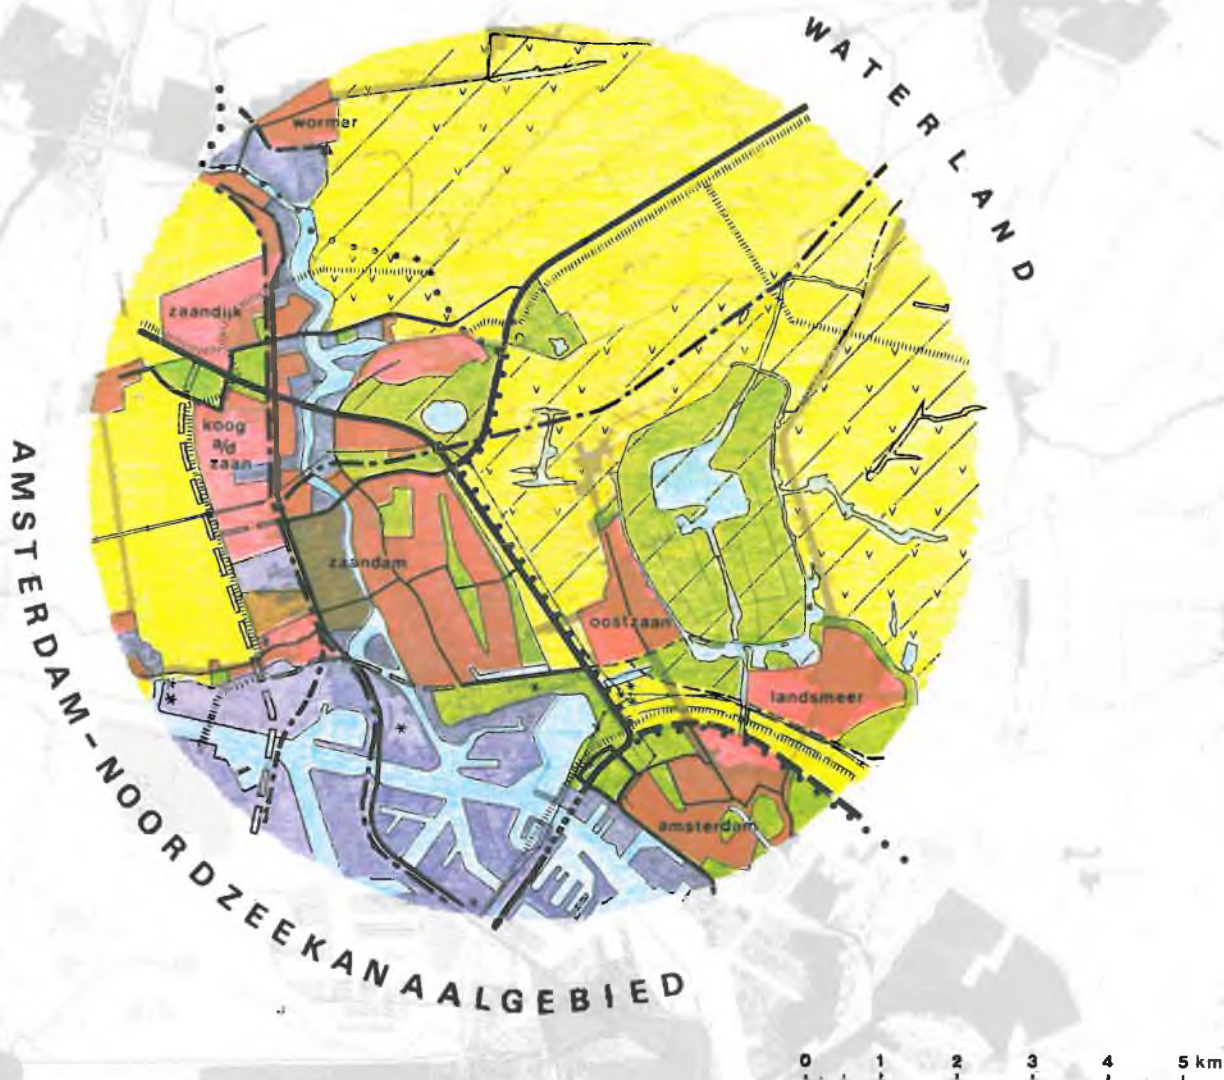 WATERLAND
wormer
zaandijk
koog
a/d
zaan
zaandam
oostzaan
landsmeer
amsterdam
AMSTERDAM-NOORDZEEKANAALGEBIED
0 1 2 3 4 5 km